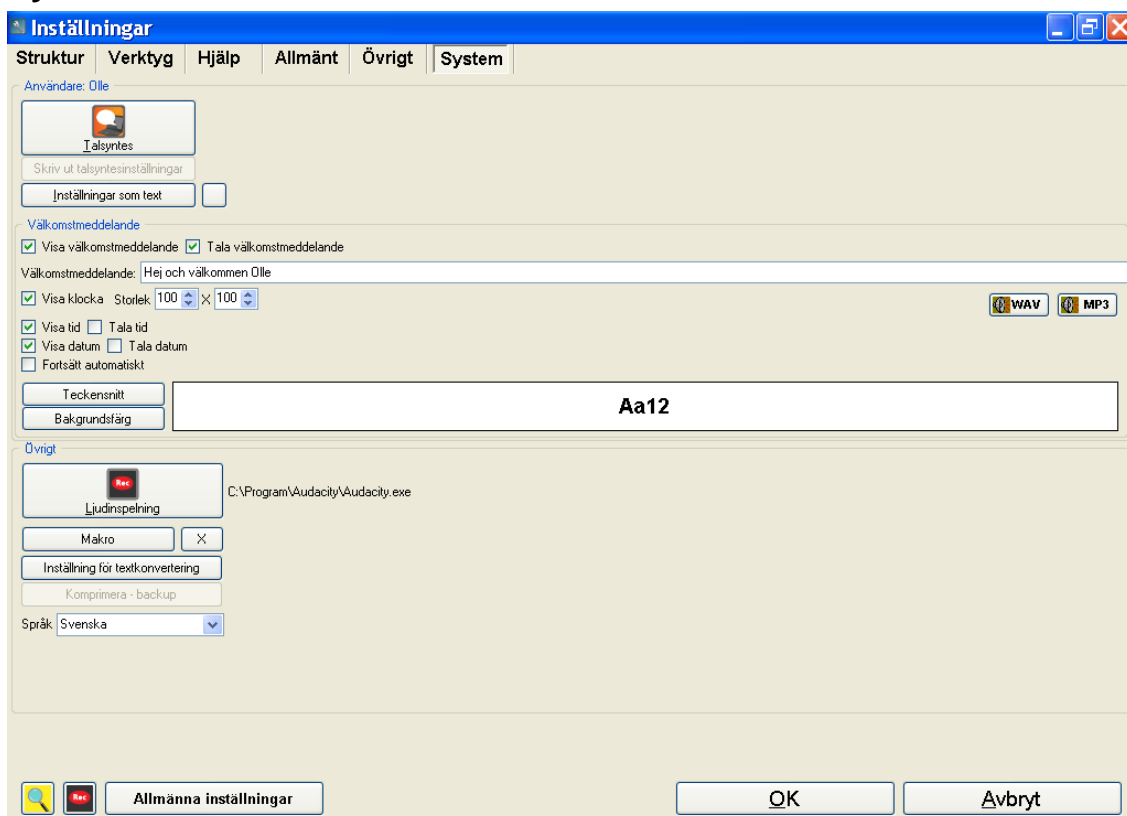 Inställningar
Struktur Verktyg Hjälp Allmänt Övrigt System
Användare: Olle
Talsyntes
Skriv ut talsyntesinställningar
Inställningar som text
Välkomstmeddelande
Visa välkomstmeddelande Tala välkomstmeddelande
Välkomstmeddelande: Hej och välkommen Olle
Visa klocka Storlek 100 X 100
WAV MP3
Visa tid Tala tid
Visa datum Tala datum
Fortsätt automatiskt
Teckensnitt
Aa12
Bakgrundsfärg
Övrigt
Rec
Ljudinspelning
C:\Program\Audacity\Audacity.exe
Makro X
Inställning för textkonvertering
Komprimera - backup
Språk Svenska
Rec Allmänna inställningar OK Avbryt